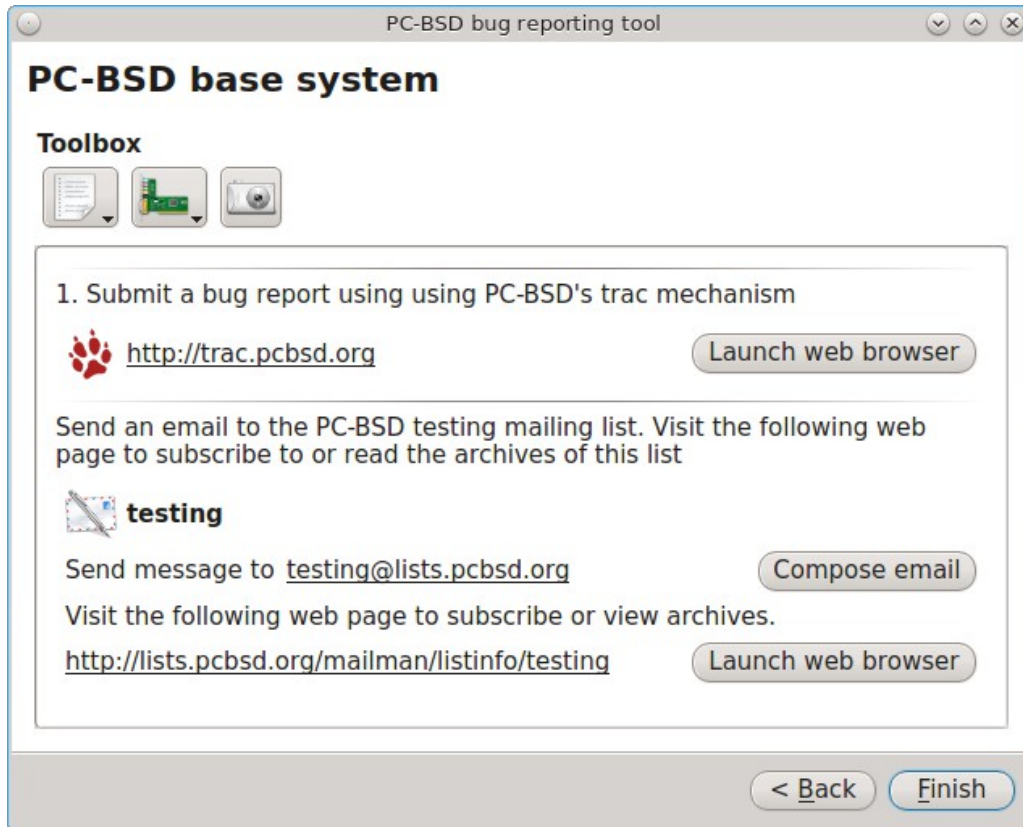 PC-BSD bug reporting tool
PC-BSD base system
Toolbox
1. Submit a bug report using using PC-BSD's trac mechanism
http://trac.pcbsd.org
Launch web browser
Send an email to the PC-BSD testing mailing list. Visit the following web
page to subscribe to or read the archives of this list
testing
Send message to testing@lists.pcbsd.org
Compose email
Visit the following web page to subscribe or view archives.
http://lists.pcbsd.org/mailman/listinfo/testing
Launch web browser
< Back
Finish